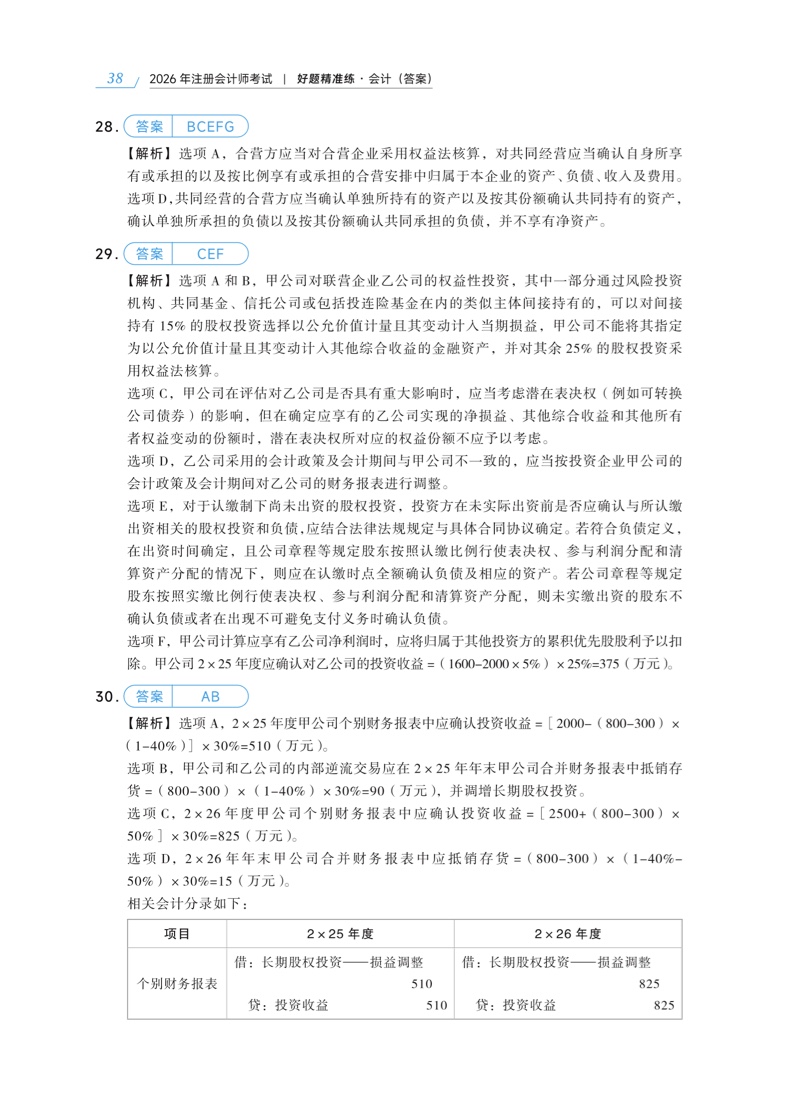 38 2026 年注册会计师考试 | 好题精准练·会计（答案）
28. 答案 BCEFG
【解析】选项 A，合营方应当对合营企业采用权益法核算，对共同经营应当确认自身所享
有或承担的以及按比例享有或承担的合营安排中归属于本企业的资产、负债、收入及费用。
选项 D，共同经营的合营方应当确认单独所持有的资产以及按其份额确认共同持有的资产，
确认单独所承担的负债以及按其份额确认共同承担的负债，并不享有净资产。
29. 答案 CEF
【解析】选项 A 和 B，甲公司对联营企业乙公司的权益性投资，其中一部分通过风险投资
机构、共同基金、信托公司或包括投连险基金在内的类似主体间接持有的，可以对间接
持有 15% 的股权投资选择以公允价值计量且其变动计入当期损益，甲公司不能将其指定
为以公允价值计量且其变动计入其他综合收益的金融资产，并对其余 25% 的股权投资采
用权益法核算。
选项 C，甲公司在评估对乙公司是否具有重大影响时，应当考虑潜在表决权（例如可转换
公司债券）的影响，但在确定应享有的乙公司实现的净损益、其他综合收益和其他所有
者权益变动的份额时，潜在表决权所对应的权益份额不应予以考虑。
选项 D，乙公司采用的会计政策及会计期间与甲公司不一致的，应当按投资企业甲公司的
会计政策及会计期间对乙公司的财务报表进行调整。
选项 E，对于认缴制下尚未出资的股权投资，投资方在未实际出资前是否应确认与所认缴
出资相关的股权投资和负债，应结合法律法规规定与具体合同协议确定。若符合负债定义，
在出资时间确定，且公司章程等规定股东按照认缴比例行使表决权、参与利润分配和清
算资产分配的情况下，则应在认缴时点全额确认负债及相应的资产。若公司章程等规定
股东按照实缴比例行使表决权、参与利润分配和清算资产分配，则未实缴出资的股东不
确认负债或者在出现不可避免支付义务时确认负债。
选项 F，甲公司计算应享有乙公司净利润时，应将归属于其他投资方的累积优先股股利予以扣
除。甲公司 2×25 年度应确认对乙公司的投资收益 =（1600-2000×5%）×25%=375（万元）。
30. 答案 AB
【解析】选项 A，2×25 年度甲公司个别财务报表中应确认投资收益 =［2000-（800-300）×
（1-40%）］×30%=510（万元）。
选项 B，甲公司和乙公司的内部逆流交易应在 2×25 年年末甲公司合并财务报表中抵销存
货 =（800-300）×（1-40%）×30%=90（万元），并调增长期股权投资。
选项 C，2×26 年度甲公司个别财务报表中应确认投资收益 =［2500+（800-300）×
50%］×30%=825（万元）。
选项 D，2×26 年年末甲公司合并财务报表中应抵销存货 =（800-300）×（1-40%-
50%）×30%=15（万元）。
相关会计分录如下：
项目 2×25 年度 2×26 年度
借：长期股权投资——损益调整 借：长期股权投资——损益调整
个别财务报表 510 825
贷：投资收益 510 贷：投资收益 825